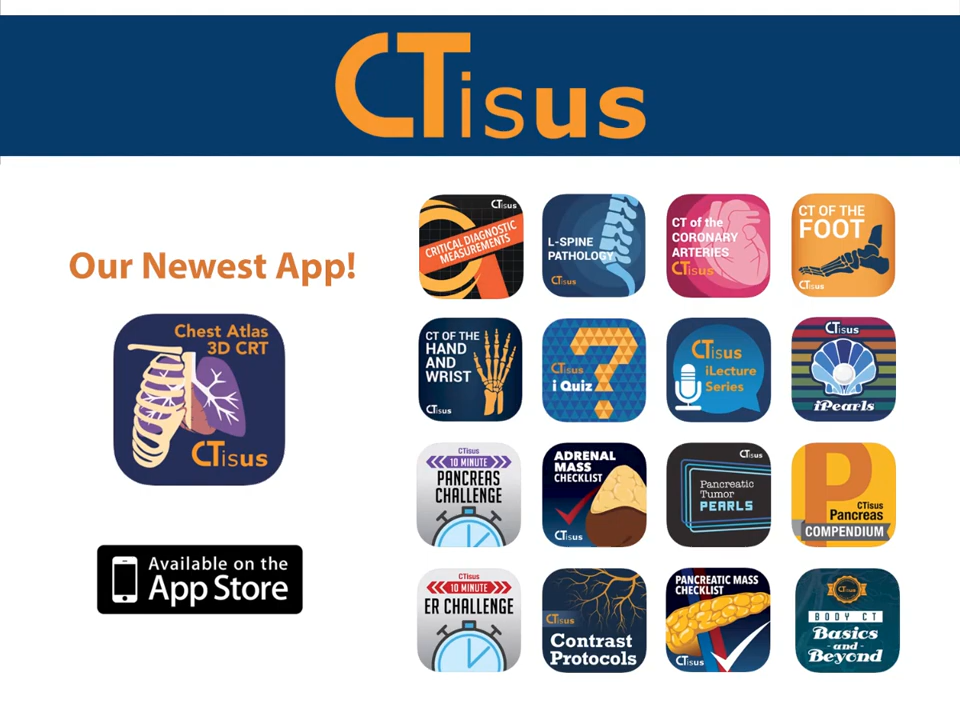 CTisus
Our Newest App!
Chest Atlas
3D CRT
CTisus
Available on the
App Store
CTisus
CRITICAL DIAGNOSTIC
MEASUREMENTS
L-SPINE
PATHOLOGY
CTisus
CT of the
CORONARY
ARTERIES
CTisus
CT OF THE
FOOT
CTisus
CT OF THE
HAND
AND
WRIST
CTisus
CTisus
i Quiz
CTisus
iLecture
Series
CTisus
iPearls
CTisus
10 MINUTE
PANCREAS
CHALLENGE
ADRENAL
MASS
CHECKLIST
CTisus
CTisus
Pancreatic
Tumor
PEARLS
P
CTisus
Pancreas
COMPENDIUM
CTisus
10 MINUTE
ER CHALLENGE
CTisus
Contrast
Protocols
PANCREATIC MASS
CHECKLIST
CTisus
CTisus
BODY CT
Basics
-and-
Beyond